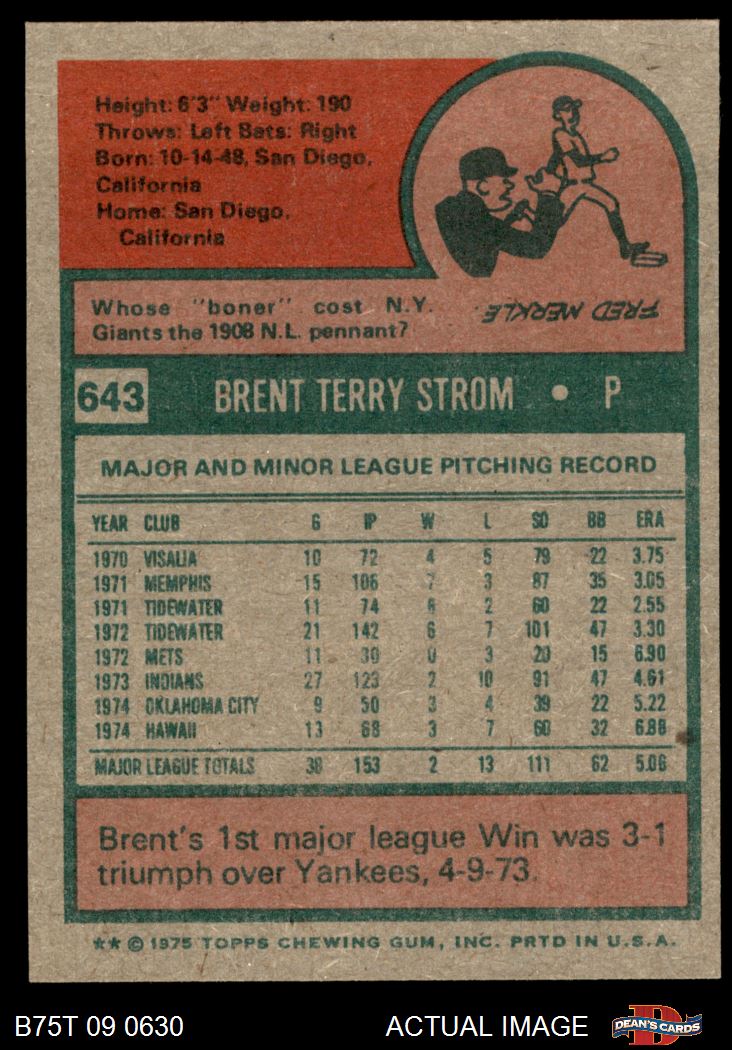 Height: 6'3" Weight: 190
Throws: Left Bats: Right
Born: 10-14-48, San Diego,
California
Home: San Diego,
California
Whose "boner" cost N.Y.
Giants the 1908 N.L. pennant?
FRED MERKLE.
643 BRENT TERRY STROM • P
MAJOR AND MINOR LEAGUE PITCHING RECORD
YEAR CLUB G IP W L SO BB ERA
1970 VISALIA 10 72 4 5 79 22 3.75
1971 MEMPHIS 15 106 7 3 87 35 3.05
1971 TIDEWATER 11 74 6 2 60 22 2.55
1972 TIDEWATER 21 142 6 7 101 47 3.30
1972 METS 11 30 0 3 20 15 6.90
1973 INDIANS 27 123 2 10 91 47 4.61
1974 OKLAHOMA CITY 9 50 3 4 39 22 5.22
1974 HAWAII 13 68 3 7 60 32 6.88
MAJOR LEAGUE TOTALS 38 153 2 13 111 62 5.06
Brent's 1st major league Win was 3-1
triumph over Yankees, 4-9-73.
** © 1975 TOPPS CHEWING GUM, INC. PRTD IN U.S.A.
B75T 09 0630 ACTUAL IMAGE DEAN'S CARDS